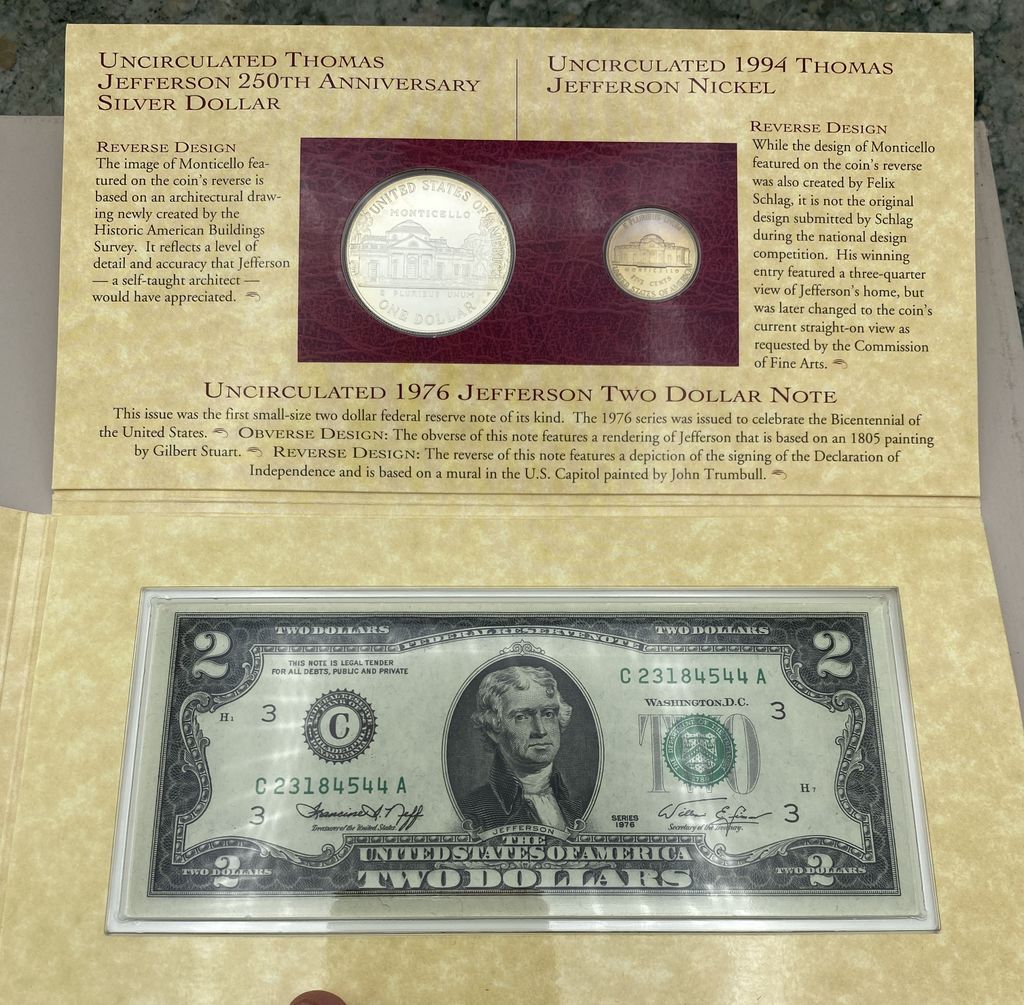 UNCIRCULATED THOMAS
JEFFERSON 250TH ANNIVERSARY
SILVER DOLLAR
REVERSE DESIGN
The image of Monticello fea-
tured on the coin's reverse is
based on an architectural draw-
ing newly created by the
Historic American Buildings
Survey. It reflects a level of
detail and accuracy that Jefferson
— a self-taught architect —
would have appreciated.
UNITED STATES OF AMERICA
MONTICELLO
E PLURIBUS UNUM
ONE DOLLAR
UNCIRCULATED 1994 THOMAS
JEFFERSON NICKEL
E PLURIBUS UNUM
MONTICELLO
FIVE CENTS
UNITED STATES OF AMERICA
REVERSE DESIGN
While the design of Monticello
featured on the coin's reverse
was also created by Felix
Schlag, it is not the original
design submitted by Schlag
during the national design
competition. His winning
entry featured a three-quarter
view of Jefferson's home, but
was later changed to the coin's
current straight-on view as
requested by the Commission
of Fine Arts.
UNCIRCULATED 1976 JEFFERSON TWO DOLLAR NOTE
This issue was the first small-size two dollar federal reserve note of its kind. The 1976 series was issued to celebrate the Bicentennial of
the United States. OBVERSE DESIGN: The obverse of this note features a rendering of Jefferson that is based on an 1805 painting
by Gilbert Stuart. REVERSE DESIGN: The reverse of this note features a depiction of the signing of the Declaration of
Independence and is based on a mural in the U.S. Capitol painted by John Trumbull.
2 TWO DOLLARS FEDERAL RESERVE NOTE TWO DOLLARS 2
THIS NOTE IS LEGAL TENDER
FOR ALL DEBTS, PUBLIC AND PRIVATE
C 23184544 A
WASHINGTON, D.C.
H1 3 C TWO 3
C 23184544 A
H7
3 3
Treasurer of the United States.
SERIES
1976
Secretary of the Treasury.
JEFFERSON
THE
UNITED STATES OF AMERICA
TWO DOLLARS 2 TWO DOLLARS TWO DOLLARS 2